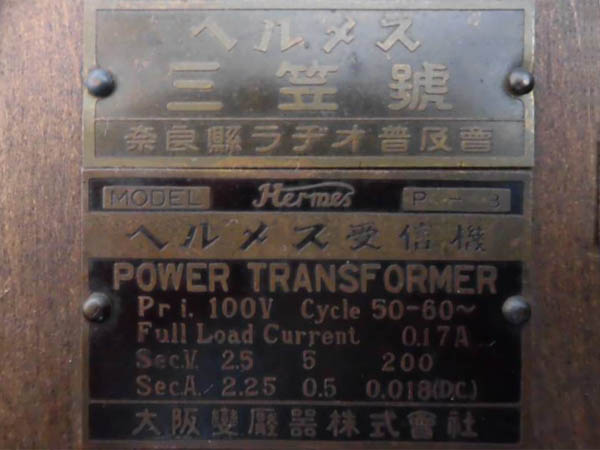 ヘルメス
三笠號
奈良縣ラヂオ普及會
MODEL Hermes P-3
ヘルメス受信機
POWER TRANSFORMER
Pri. 100V Cycle 50-60~
Full Load Current 0.17A
Sec.V. 2.5 5 200
Sec.A. 2.25 0.5 0.018(DC.)
大阪變壓器株式會社